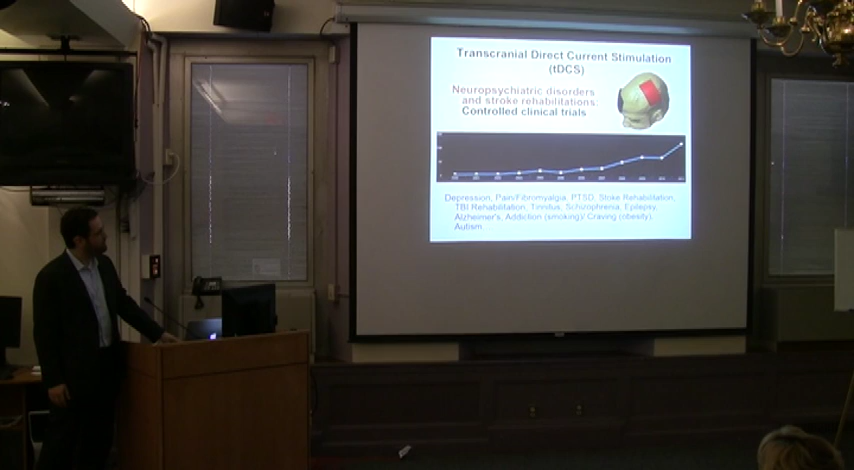 Transcranial Direct Current Stimulation
(tDCS)
Neuropsychiatric disorders
and stroke rehabilitations:
Controlled clinical trials
Depression, Pain/Fibromyalgia, PTSD, Stoke Rehabilitation,
TBI Rehabilitation, Tinnitus, Schizophrenia, Epilepsy,
Alzheimer's, Addiction (smoking)/ Craving (obesity),
Autism